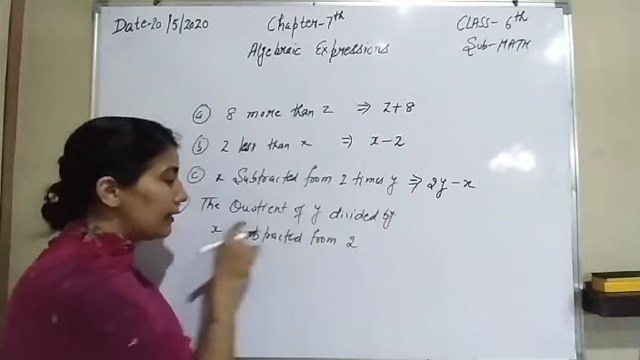 Date-20/5/2020 Chapter-7th CLASS- 6th
Algebraic Expressions Sub-MATH
(a) 8 more than z ⇒ z+8
(b) 2 less than x ⇒ x-2
(c) x Subtracted from 2 times y ⇒ 2y-x
The Quotient of y divided by
x subtracted from 2